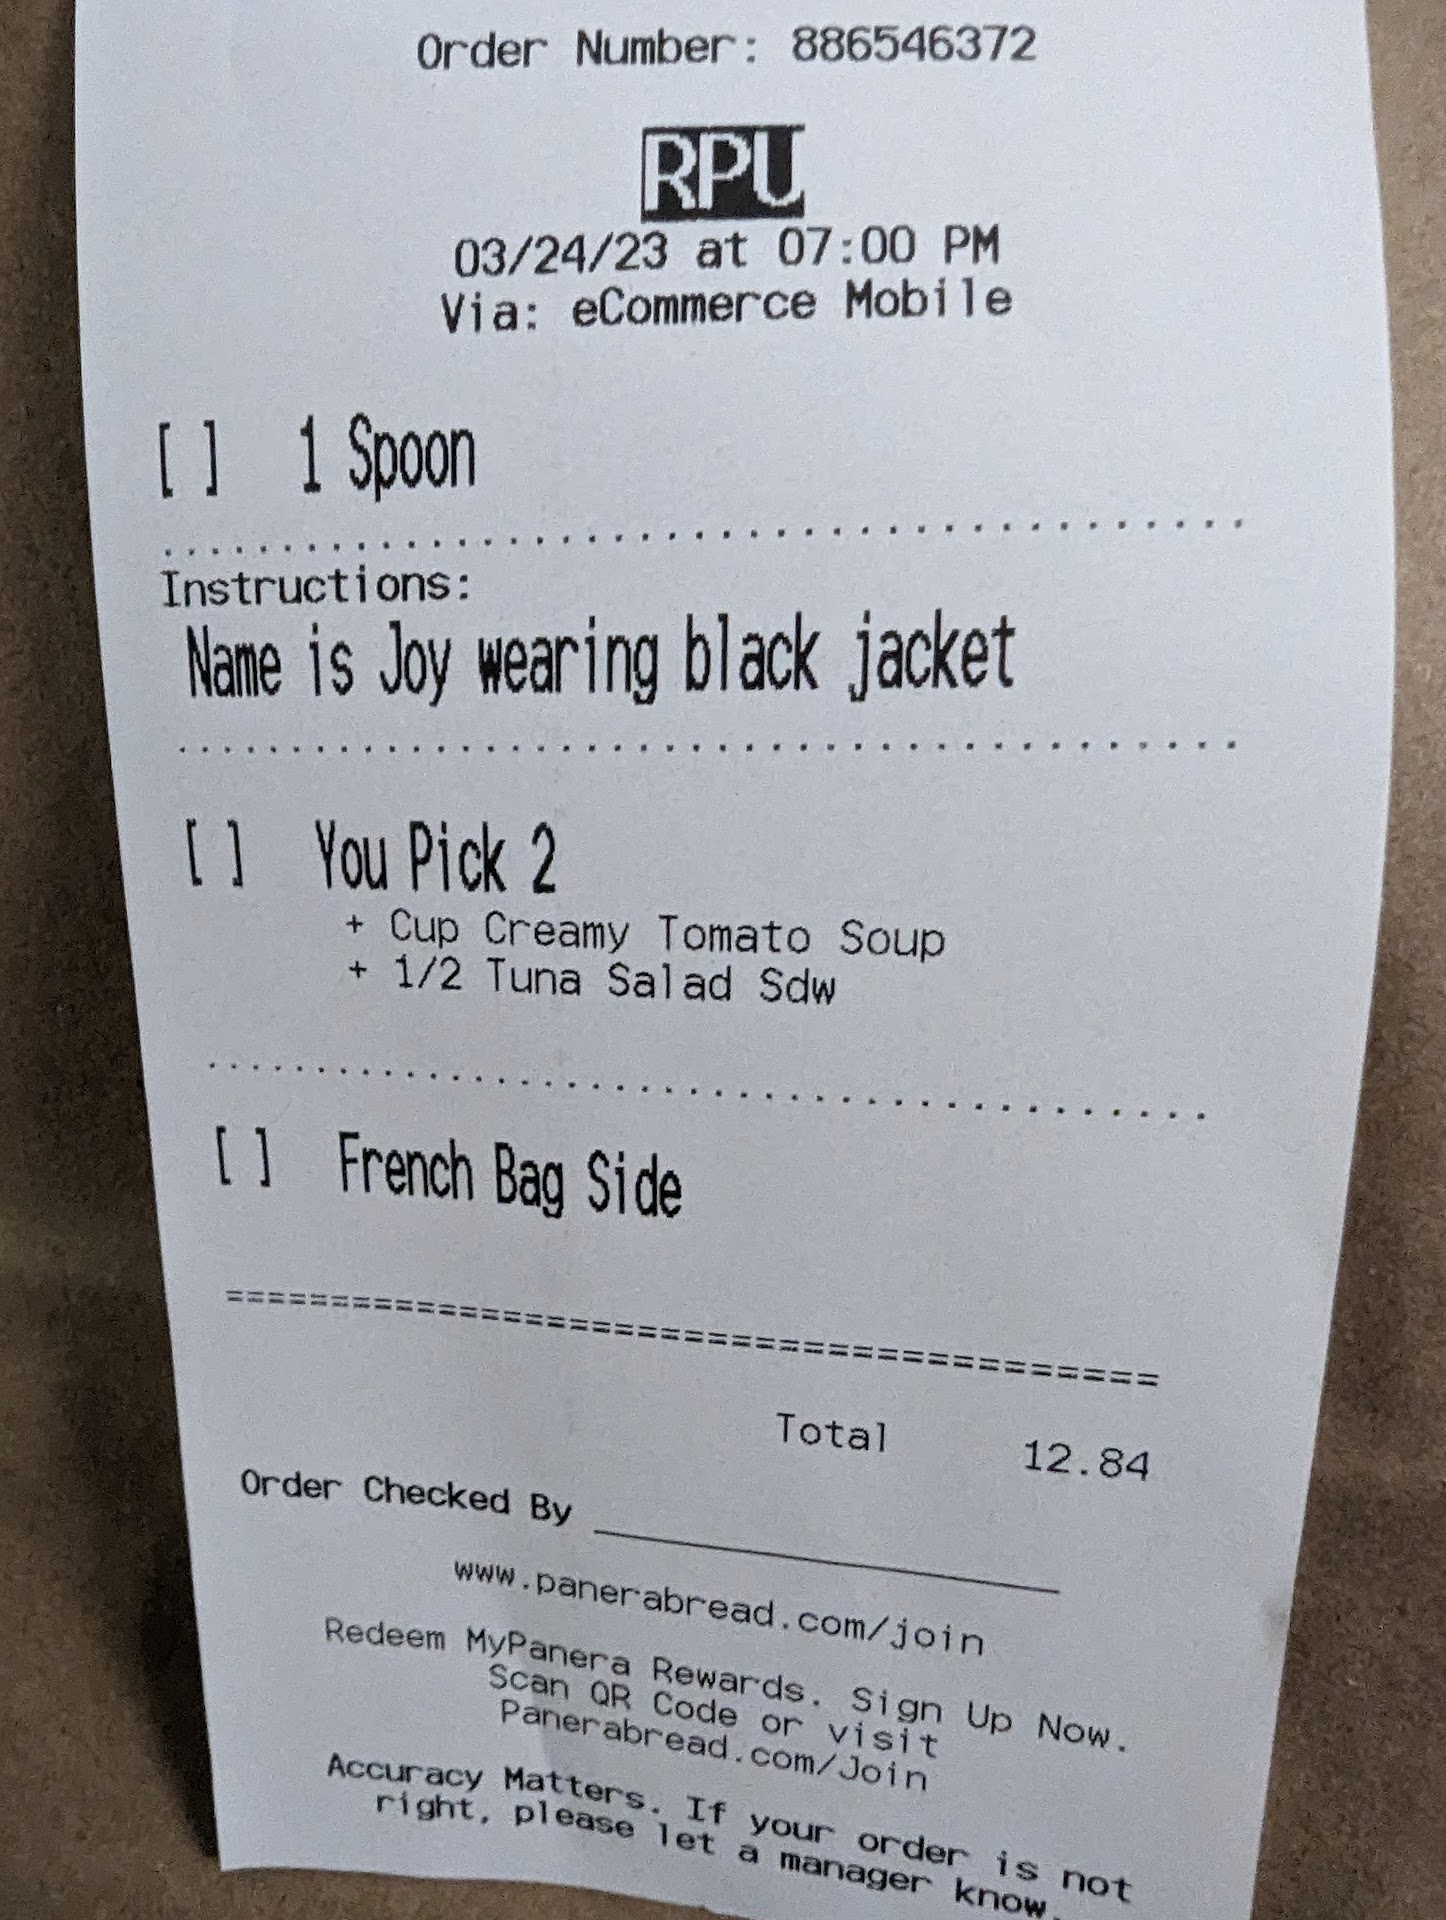 Order Number: 886546372
RPU
03/24/23 at 07:00 PM
Via: eCommerce Mobile
[ ] 1 Spoon
Instructions:
Name is Joy wearing black jacket
[ ] You Pick 2
+ Cup Creamy Tomato Soup
+ 1/2 Tuna Salad Sdw
[ ] French Bag Side
Total 12.84
Order Checked By
www.panerabread.com/join
Redeem MyPanera Rewards. Sign Up Now.
Scan QR Code or visit
Panerabread.com/Join
Accuracy Matters. If your order is not
right, please let a manager know.